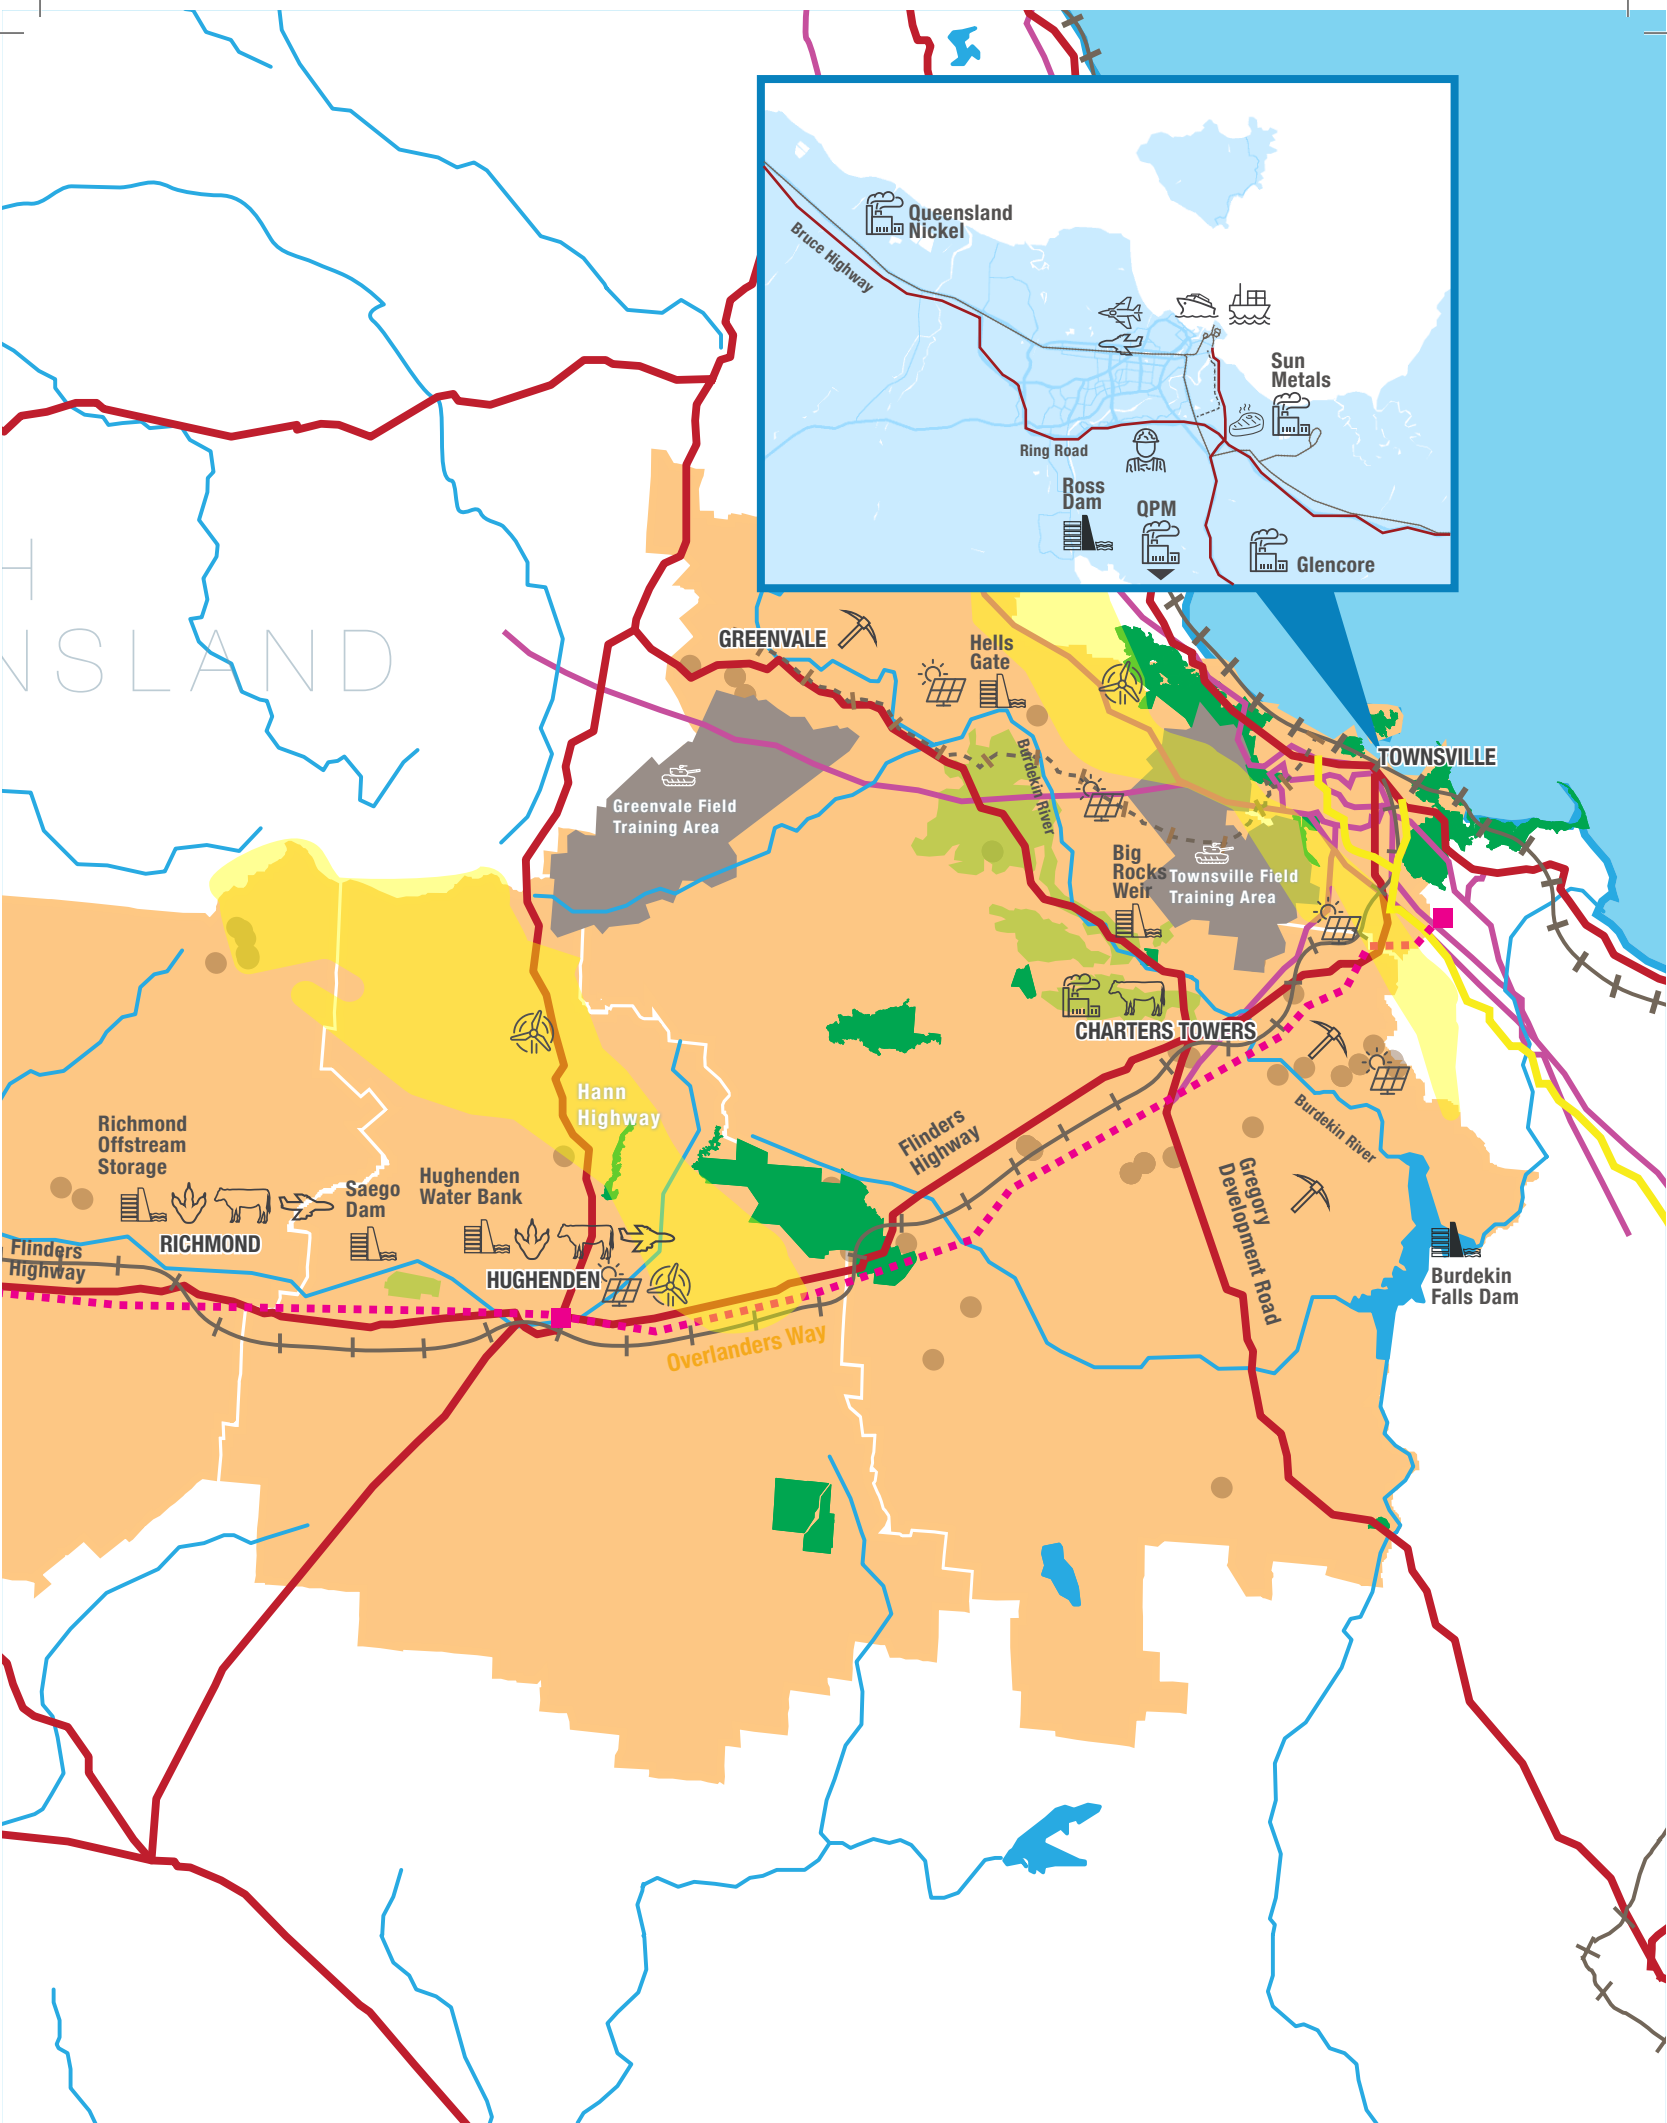 Queensland
Nickel
Bruce Highway
Sun
Metals
Ring Road
Ross
Dam
QPM
Glencore
H
NSLAND
GREENVALE
Hells
Gate
TOWNSVILLE
Burdekin River
Greenvale Field
Training Area
Big
Rocks
Weir
Townsville Field
Training Area
CHARTERS TOWERS
Hann
Highway
Flinders
Highway
Burdekin River
Richmond
Offstream
Storage
Saego
Dam
Hughenden
Water Bank
Gregory
Development Road
RICHMOND
Flinders
Highway
HUGHENDEN
Burdekin
Falls Dam
Overlanders Way